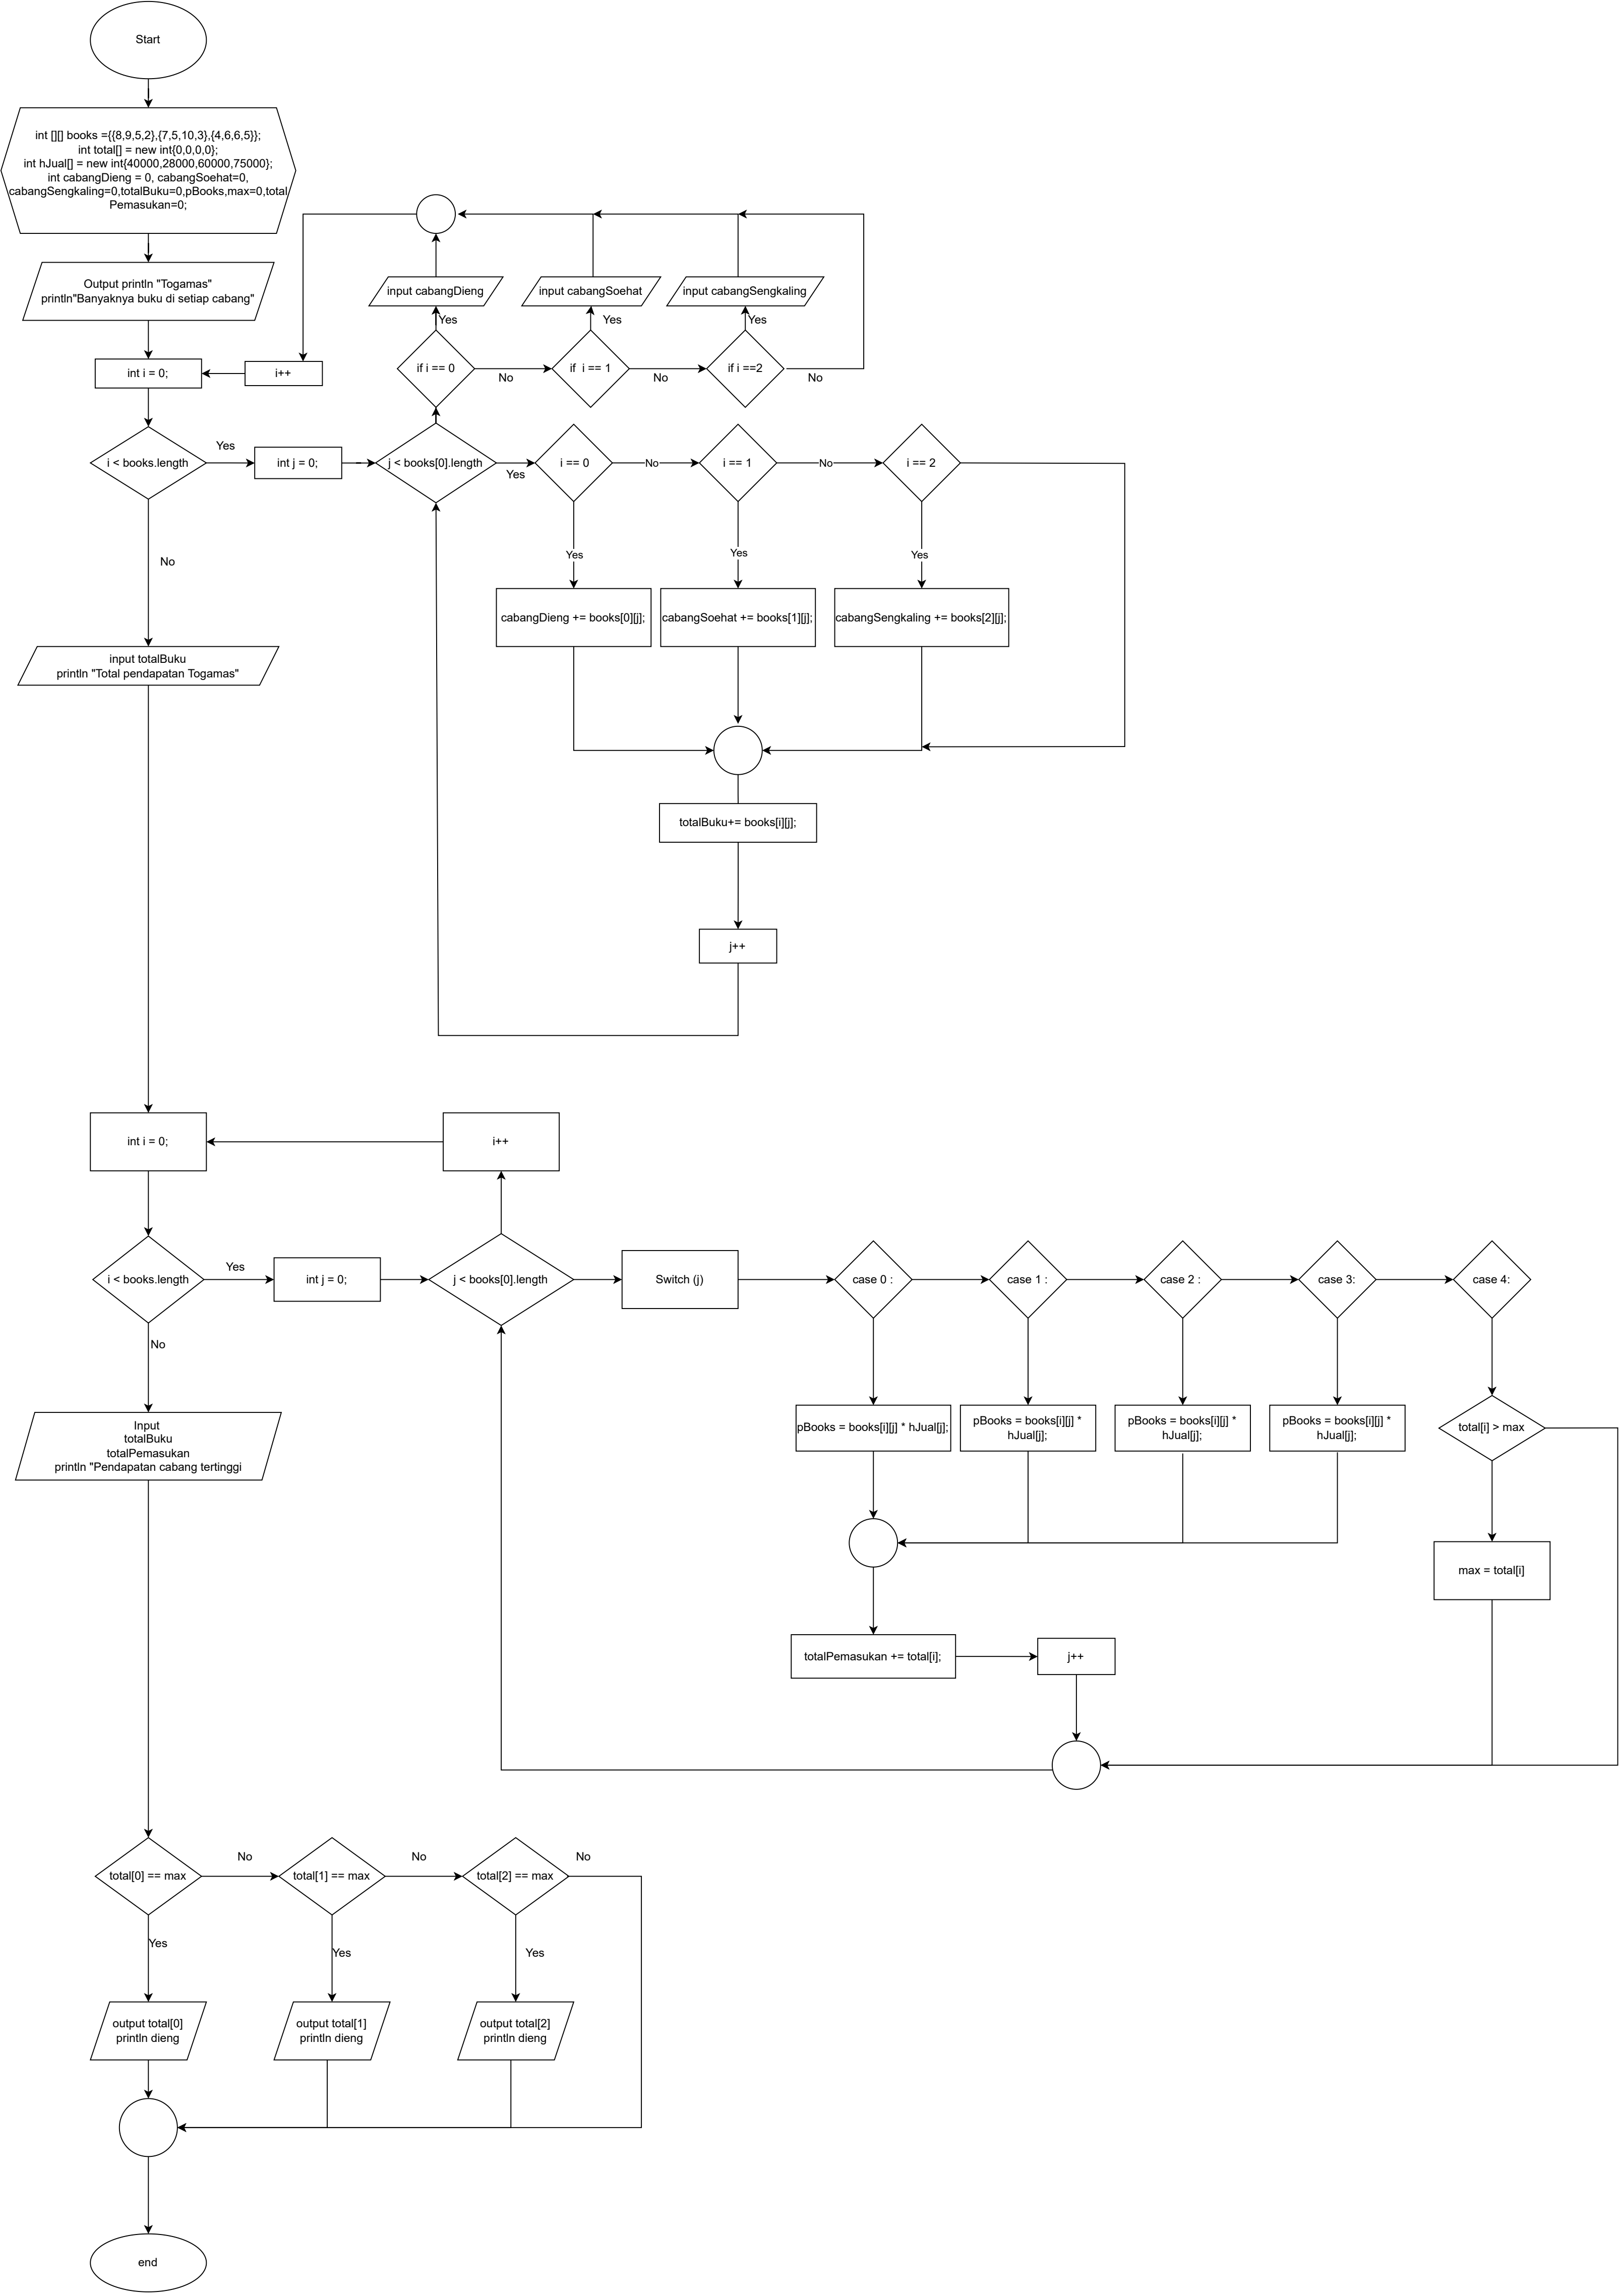 Start
int [][] books ={{8,9,5,2},{7,5,10,3},{4,6,6,5}};
int total[] = new int{0,0,0,0};
int hJual[] = new int{40000,28000,60000,75000};
int cabangDieng = 0, cabangSoehat=0,
cabangSengkaling=0,totalBuku=0,pBooks,max=0,total
Pemasukan=0;
Output println "Togamas"
println"Banyaknya buku di setiap cabang"
input cabangDieng
input cabangSoehat
input cabangSengkaling
Yes
Yes
Yes
int i = 0;
i++
if i == 0
No
if  i == 1
No
if i ==2
No
i < books.length
Yes
int j = 0;
j < books[0].length
Yes
i == 0
No
i == 1
No
i == 2
No
Yes
Yes
Yes
cabangDieng += books[0][j];
cabangSoehat += books[1][j];
cabangSengkaling += books[2][j];
input totalBuku
println "Total pendapatan Togamas"
totalBuku+= books[i][j];
j++
int i = 0;
i++
i < books.length
Yes
int j = 0;
j < books[0].length
Switch (j)
case 0 :
case 1 :
case 2 :
case 3:
case 4:
No
Input
totalBuku
totalPemasukan
println "Pendapatan cabang tertinggi
pBooks = books[i][j] * hJual[j];
pBooks = books[i][j] *
hJual[j];
pBooks = books[i][j] *
hJual[j];
pBooks = books[i][j] *
hJual[j];
total[i] > max
max = total[i]
totalPemasukan += total[i];
j++
total[0] == max
No
total[1] == max
No
total[2] == max
No
Yes
Yes
Yes
output total[0]
println dieng
output total[1]
println dieng
output total[2]
println dieng
end